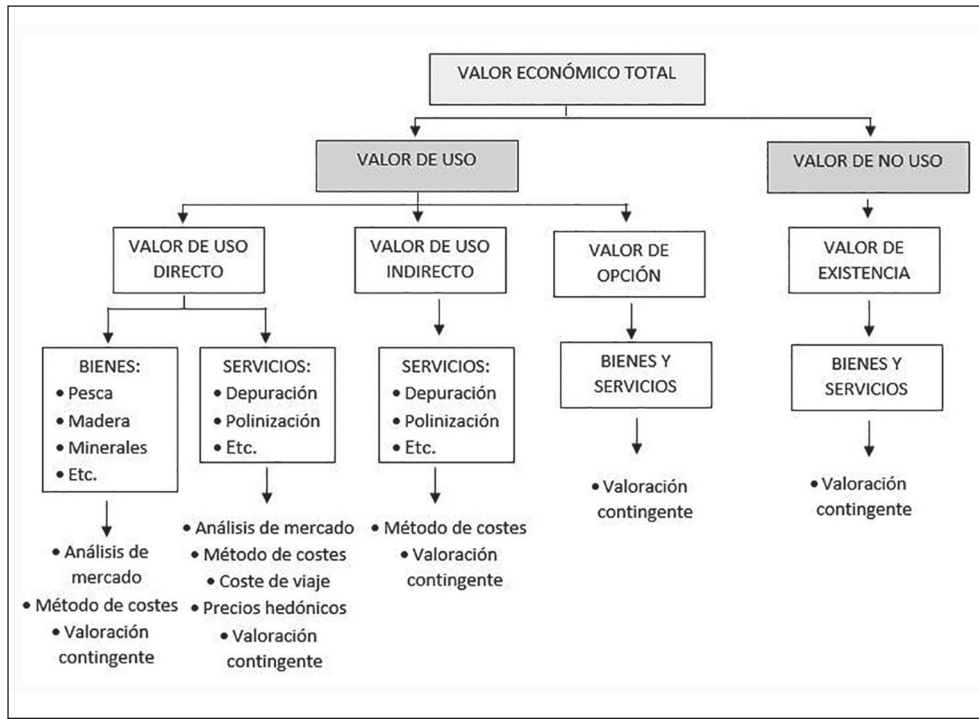 VALOR ECONÓMICO TOTAL
VALOR DE USO
VALOR DE NO USO
VALOR DE USO
DIRECTO
VALOR DE USO
INDIRECTO
VALOR DE
OPCIÓN
VALOR DE
EXISTENCIA
BIENES:
• Pesca
• Madera
• Minerales
• Etc.
SERVICIOS:
• Depuración
• Polinización
• Etc.
SERVICIOS:
• Depuración
• Polinización
• Etc.
BIENES Y
SERVICIOS
BIENES Y
SERVICIOS
• Análisis de
mercado
• Método de costes
• Valoración
contingente
• Análisis de mercado
• Método de costes
• Coste de viaje
• Precios hedónicos
• Valoración
contingente
• Método de costes
• Valoración
contingente
• Valoración
contingente
• Valoración
contingente